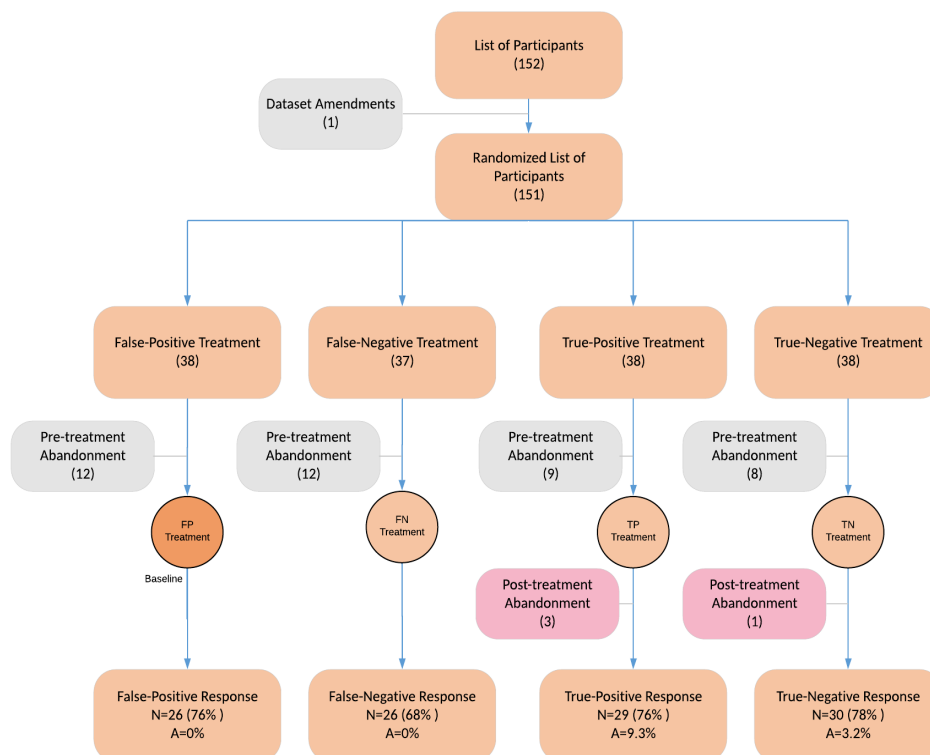 List of Participants
(152)
Dataset Amendments
(1)
Randomized List of
Participants
(151)
False-Positive Treatment
(38)
False-Negative Treatment
(37)
True-Positive Treatment
(38)
True-Negative Treatment
(38)
Pre-treatment
Abandonment
(12)
Pre-treatment
Abandonment
(12)
Pre-treatment
Abandonment
(9)
Pre-treatment
Abandonment
(8)
FP
Treatment
FN
Treatment
TP
Treatment
TN
Treatment
Baseline
Post-treatment
Abandonment
(3)
Post-treatment
Abandonment
(1)
False-Positive Response
N=26 (76% )
A=0%
False-Negative Response
N=26 (68% )
A=0%
True-Positive Response
N=29 (76% )
A=9.3%
True-Negative Response
N=30 (78% )
A=3.2%